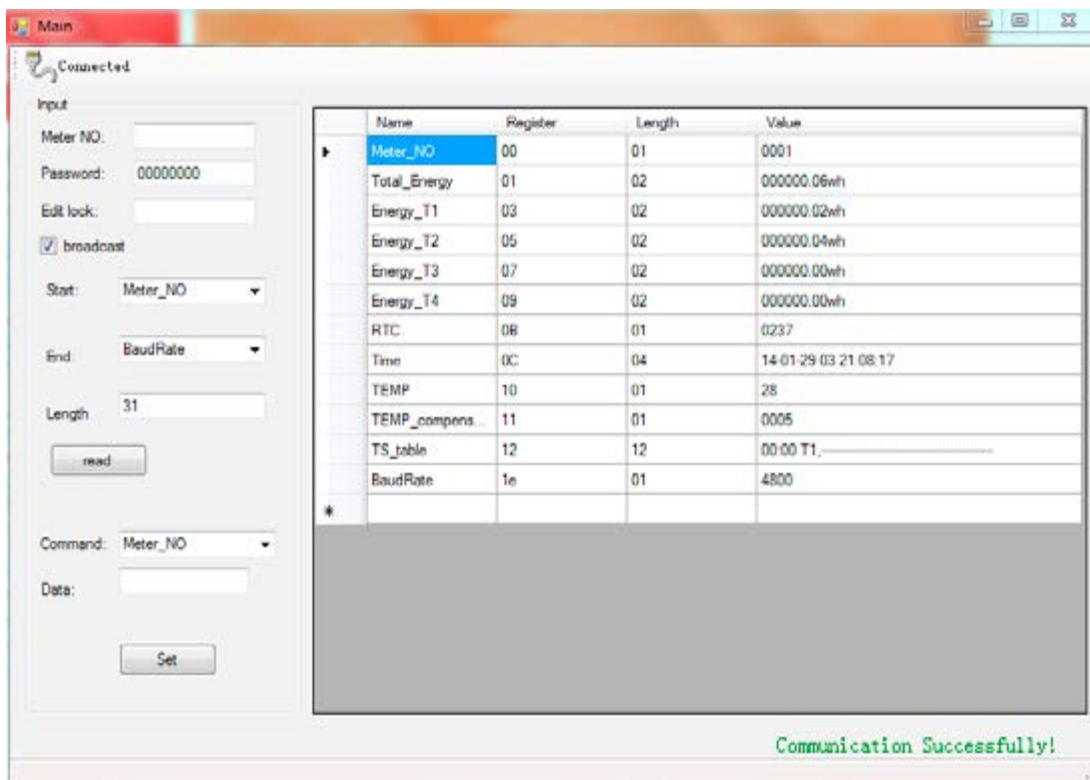 Main
Connected
Input
Meter NO.
Password: 00000000
Edit lock:
broadcast
Start: Meter_NO
End: BaudRate
Length 31
read
Command: Meter_NO
Data:
Set
Name Register Length Value
Meter_NO 00 01 0001
Total_Energy 01 02 000000.06wh
Energy_T1 03 02 000000.02wh
Energy_T2 05 02 000000.04wh
Energy_T3 07 02 000000.00wh
Energy_T4 09 02 000000.00wh
RTC 0B 01 0237
Time 0C 04 14-01-29 03 21:08:17
TEMP 10 01 28
TEMP_compens... 11 01 0005
TS_table 12 12 00:00 T1,
BaudRate 1e 01 4800
Communication Successfully!